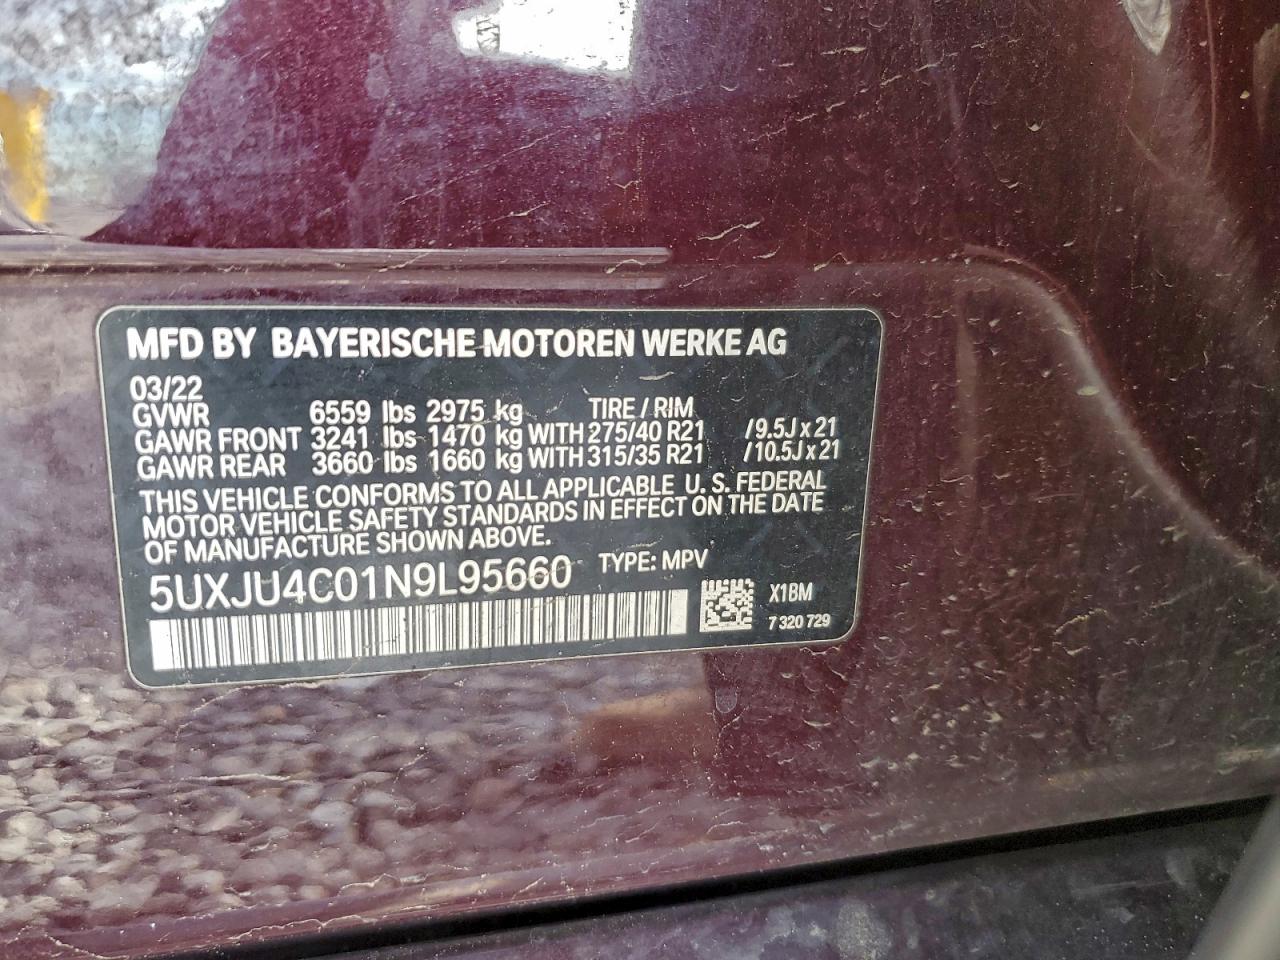 MFD BY BAYERISCHE MOTOREN WERKE AG
03/22
GVWR 6559 lbs 2975 kg TIRE / RIM
GAWR FRONT 3241 lbs 1470 kg WITH 275/40 R21 /9.5J x 21
GAWR REAR 3660 lbs 1660 kg WITH 315/35 R21 /10.5J x 21
THIS VEHICLE CONFORMS TO ALL APPLICABLE U. S. FEDERAL
MOTOR VEHICLE SAFETY STANDARDS IN EFFECT ON THE DATE
OF MANUFACTURE SHOWN ABOVE.
5UXJU4C01N9L95660 TYPE: MPV
X1BM
7 320 729